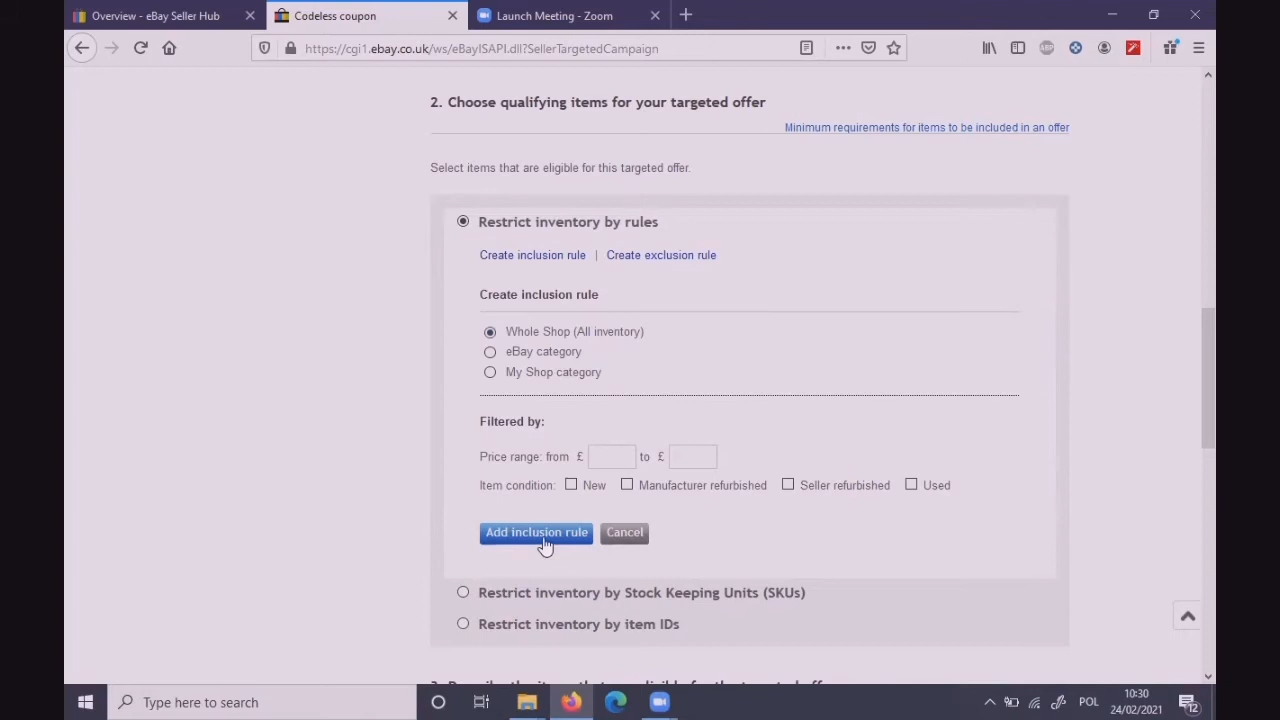 Overview - eBay Seller Hub
Codeless coupon
Launch Meeting - Zoom
https://cgi1.ebay.co.uk/ws/eBayISAPI.dll?SellerTargetedCampaign
2. Choose qualifying items for your targeted offer
Minimum requirements for items to be included in an offer
Select items that are eligible for this targeted offer.
Restrict inventory by rules
Create inclusion rule | Create exclusion rule
Create inclusion rule
Whole Shop (All inventory)
eBay category
My Shop category
Filtered by:
Price range: from £ to £
Item condition: New Manufacturer refurbished Seller refurbished Used
Add inclusion rule Cancel
Restrict inventory by Stock Keeping Units (SKUs)
Restrict inventory by item IDs
Type here to search
POL
10:30
24/02/2021
12